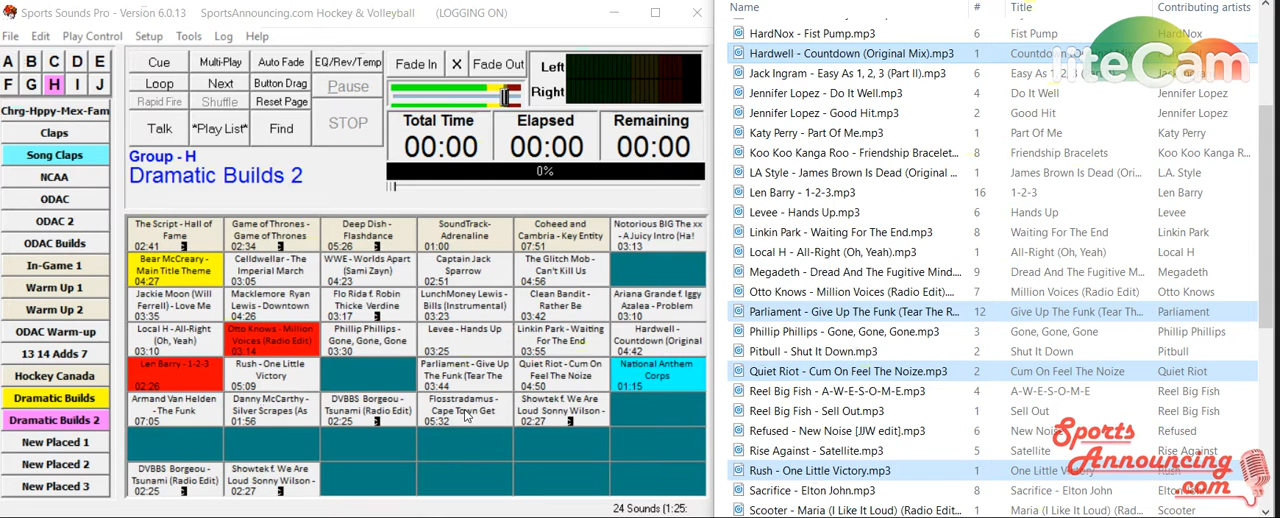 Sports Sounds Pro - Version 6.0.13 SportsAnnouncing.com Hockey & Volleyball (LOGGING ON)
File Edit Play Control Setup Tools Log Help
A B C D E
F G H I J
Chrg-Hppy-Mex-Fam
Claps
Song Claps
NCAA
ODAC
ODAC 2
ODAC Builds
In-Game 1
Warm Up 1
Warm Up 2
ODAC Warm-up
13 14 Adds 7
Hockey Canada
Dramatic Builds
Dramatic Builds 2
New Placed 1
New Placed 2
New Placed 3
Cue Multi-Play Auto Fade EQ/Rev/Temp
Loop Next Button Drag Pause
Rapid Fire Shuffle Reset Page
Talk *Play List* Find STOP
Fade In X Fade Out
Left
Right
Total Time Elapsed Remaining
00:00 00:00 00:00
0%
Group - H
Dramatic Builds 2
The Script - Hall of Fame 02:41
Game of Thrones - Game of Thrones 02:34
Deep Dish - Flashdance 05:26
SoundTrack- Adrenaline 01:00
Coheed and Cambria - Key Entity 07:51
Notorious BIG The xx - A Juicy Intro (Ha! 03:13
Bear McCreary - Main Title Theme 04:27
Celldweller - The Imperial March 03:05
WWE - Worlds Apart (Sami Zayn)
Captain Jack Sparrow 02:51
The Glitch Mob - Can't Kill Us 04:56
Jackie Moon (Will Ferrell) - Love Me 03:35
Macklemore Ryan Lewis - Downtown 04:26
Flo Rida f. Robin Thicke Verdine 03:17
LunchMoney Lewis - Bills (Instrumental) 03:23
Clean Bandit - Rather Be 03:42
Ariana Grande f. Iggy Azalea - Problem 03:10
Local H - All-Right (Oh, Yeah) 03:10
Otto Knows - Million Voices (Radio Edit) 03:14
Phillip Phillips - Gone, Gone, Gone 03:30
Levee - Hands Up 03:25
Linkin Park - Waiting For The End 03:55
Hardwell - Countdown (Original 04:42
Len Barry - 1-2-3 02:26
Rush - One Little Victory 05:09
Parliament - Give Up The Funk (Tear The 03:44
Quiet Riot - Cum On Feel The Noize 04:50
National Anthem Corps 01:15
Armand Van Helden - The Funk 07:05
Danny McCarthy - Silver Scrapes (As 01:56
DVBBS Borgeou - Tsunami (Radio Edit) 02:25
Flosstradamus - Cape Town Get 05:32
Showtek f. We Are Loud Sonny Wilson - 02:27
DVBBS Borgeou - Tsunami (Radio Edit) 02:25
Showtek f. We Are Loud Sonny Wilson - 02:27
24 Sounds (1:25:
Name # Title Contributing artists
HardNox - Fist Pump.mp3 6 Fist Pump HardNox
Hardwell - Countdown (Original Mix).mp3 1
Jack Ingram - Easy As 1, 2, 3 (Part II).mp3 6
Jennifer Lopez - Do It Well.mp3 4 Do It Well Jennifer Lopez
Jennifer Lopez - Good Hit.mp3 2 Good Hit Jennifer Lopez
Katy Perry - Part Of Me.mp3 1 Part Of Me Katy Perry
Koo Koo Kanga Roo - Friendship Bracelet... 8 Friendship Bracelets Koo Koo Kanga R...
LA Style - James Brown Is Dead (Original... 1 James Brown Is Dead (Ori... L.A. Style
Len Barry - 1-2-3.mp3 16 1-2-3 Len Barry
Levee - Hands Up.mp3 6 Hands Up Levee
Linkin Park - Waiting For The End.mp3 8 Waiting For The End Linkin Park
Local H - All-Right (Oh, Yeah).mp3 1 All-Right (Oh, Yeah) Local H
Megadeth - Dread And The Fugitive Mind.... 9 Dread And The Fugitive M... Megadeth
Otto Knows - Million Voices (Radio Edit).... 7 Million Voices (Radio Edit) Otto Knows
Parliament - Give Up The Funk (Tear The R... 12 Give Up The Funk (Tear Th... Parliament
Phillip Phillips - Gone, Gone, Gone.mp3 3 Gone, Gone, Gone Phillip Phillips
Pitbull - Shut It Down.mp3 2 Shut It Down Pitbull
Quiet Riot - Cum On Feel The Noize.mp3 2 Cum On Feel The Noize Quiet Riot
Reel Big Fish - A-W-E-S-O-M-E.mp3 4 A-W-E-S-O-M-E Reel Big Fish
Reel Big Fish - Sell Out.mp3 1 Sell Out Reel Big Fish
Refused - New Noise [JJW edit].mp3 6 New Noi
Rise Against - Satellite.mp3 5 Satellite Rise Against
Rush - One Little Victory.mp3 1 One Little Victory Rush
Sacrifice - Elton John.mp3 8 Sacrifice Elton John
Scooter - Maria (I Like It Loud).mp3 4 Maria (I Like It Loud) Scooter
liteCam
Sports
Announcing
.com